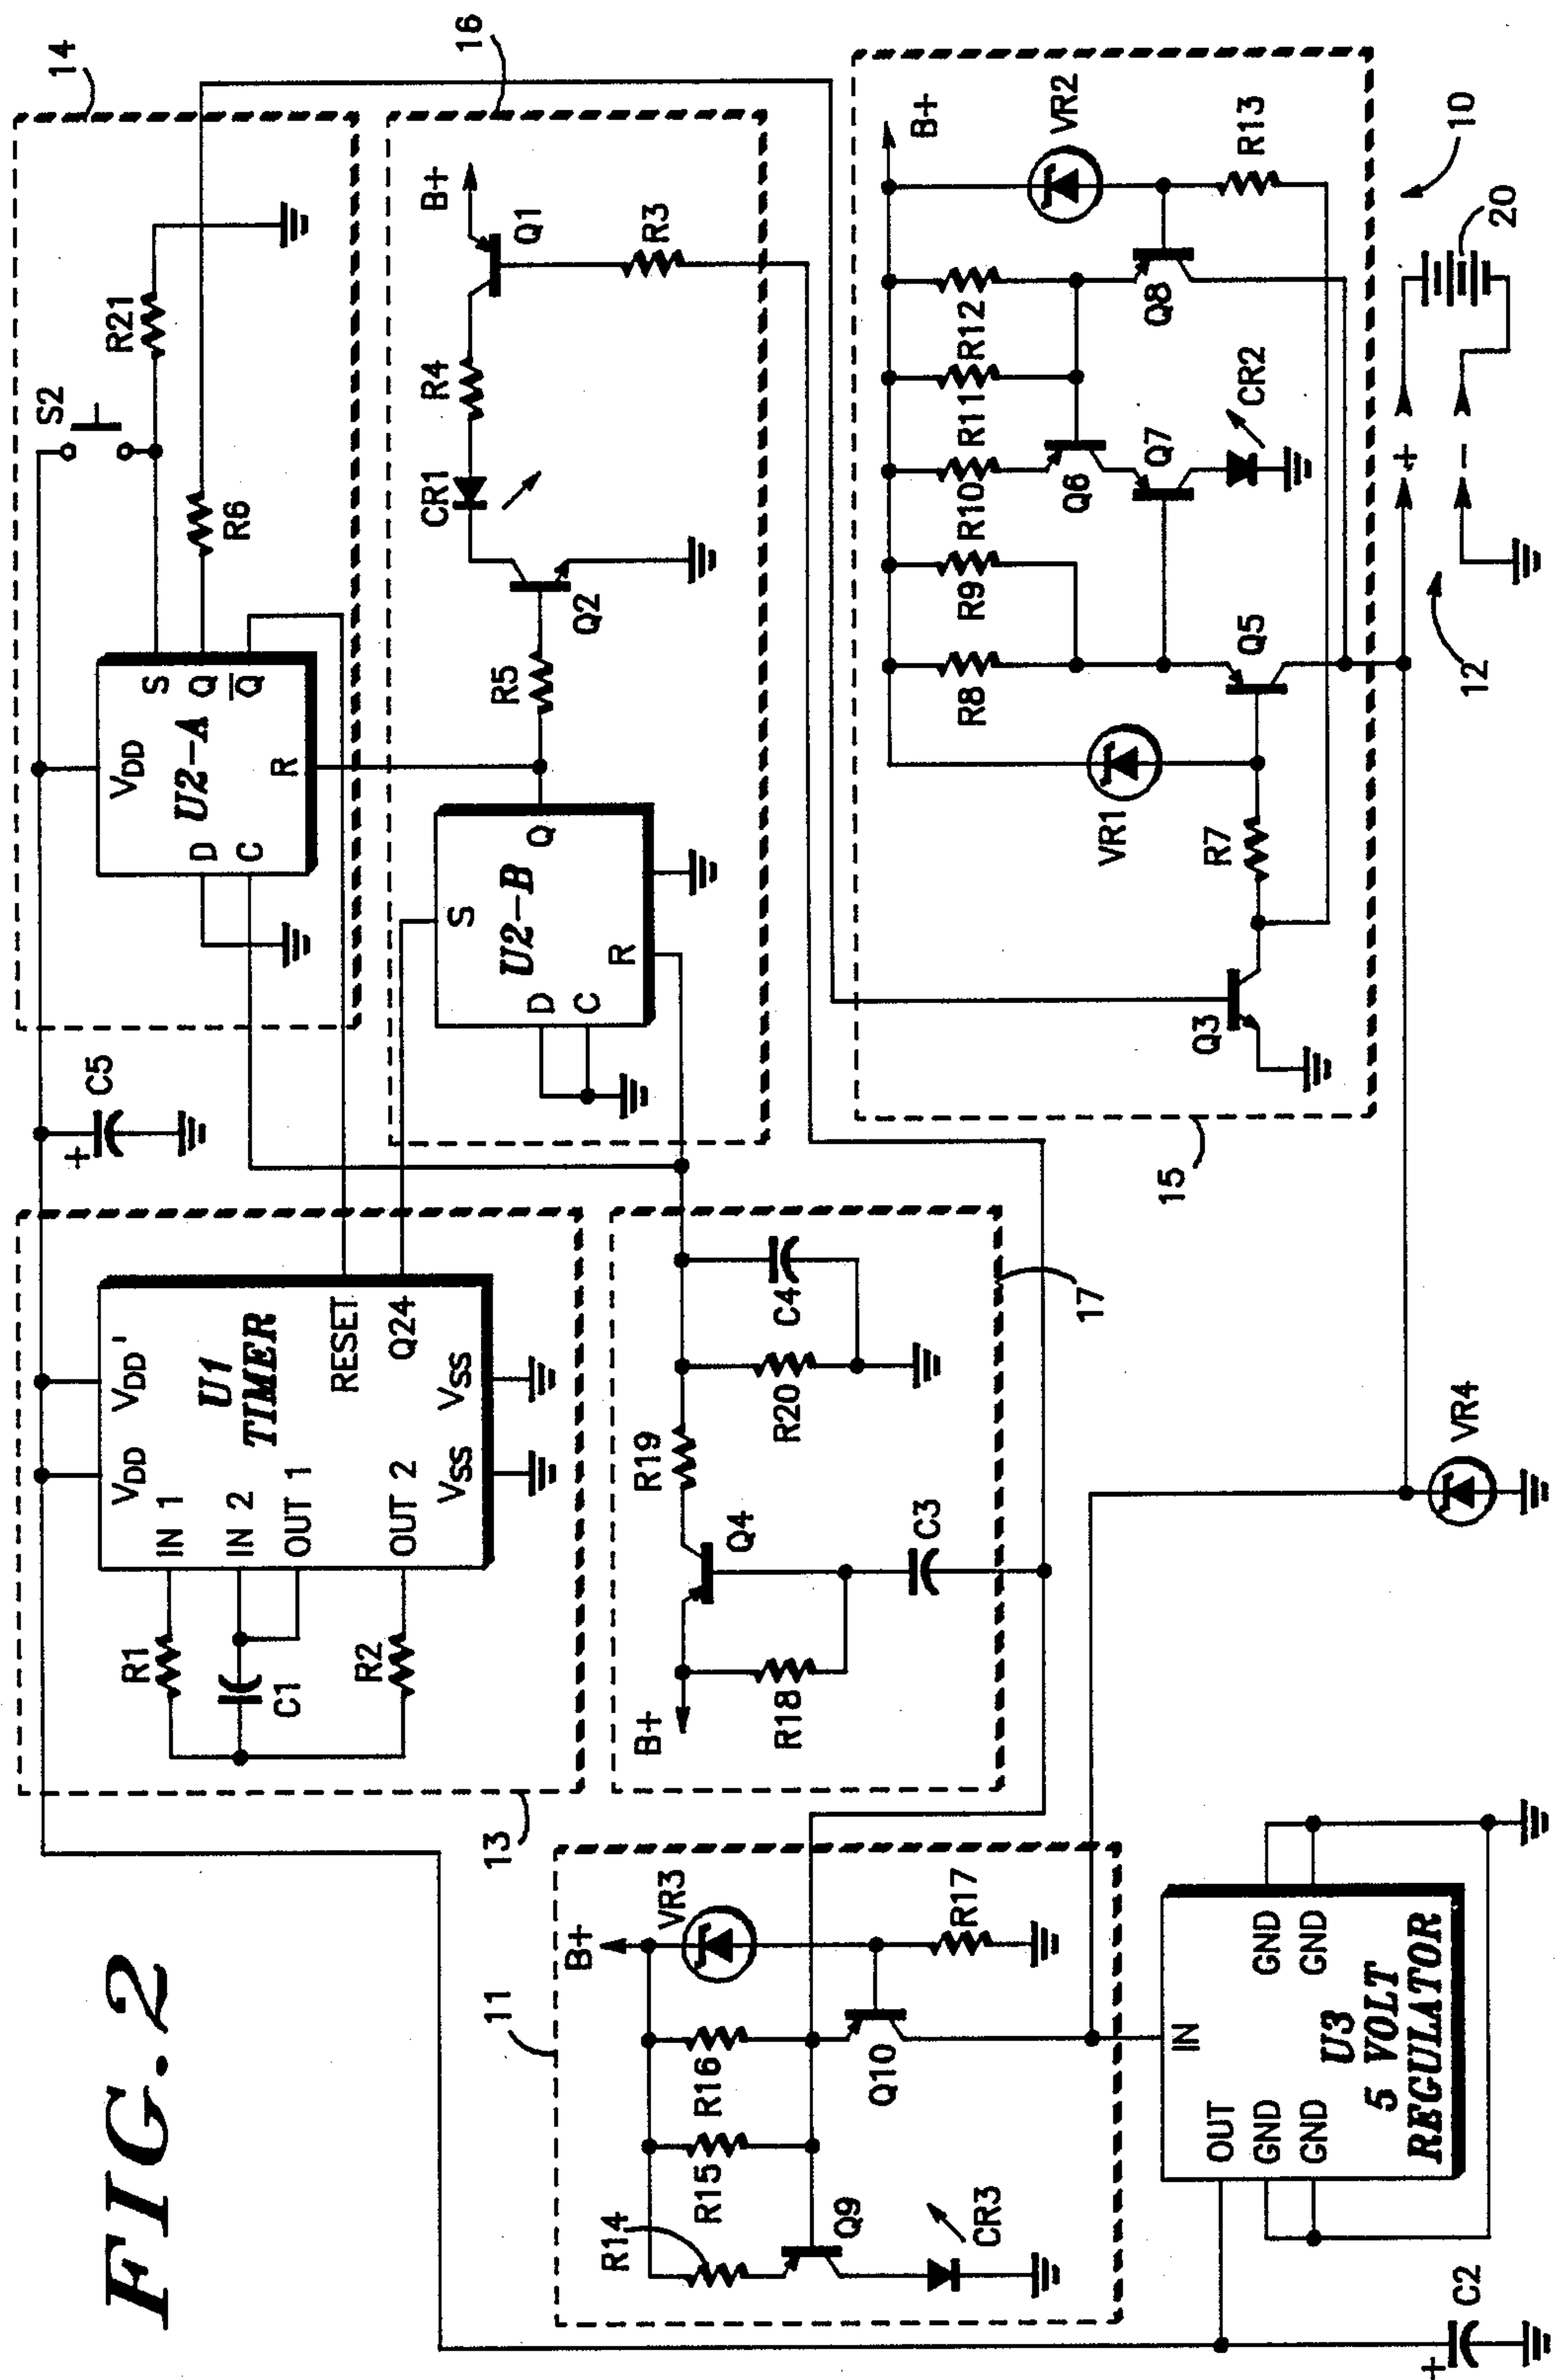 FIG. 2
13
VDD
VDD'
IN 1
IN 2
OUT 1
OUT 2
U1
TIMER
RESET
Q24
VSS
VSS
R1
C1
R2
+
C5
14
VDD
U2-A
D
C
S
Q
Q
R
S2
R21
R6
16
S
U2-B
D
C
R
Q
R5
Q2
CR1
R4
Q1
B+
R3
17
B+
R18
Q4
C3
R19
R20
C4
11
B+
VR3
R14
R15
R16
R17
Q9
Q10
CR3
15
Q3
R7
VR1
R8
R9
R10
R11
R12
Q5
Q6
Q7
Q8
CR2
VR2
R13
B+
10
12
+
-
20
VR4
IN
OUT
GND
GND
GND
GND
U3
5 VOLT
REGULATOR
+
C2